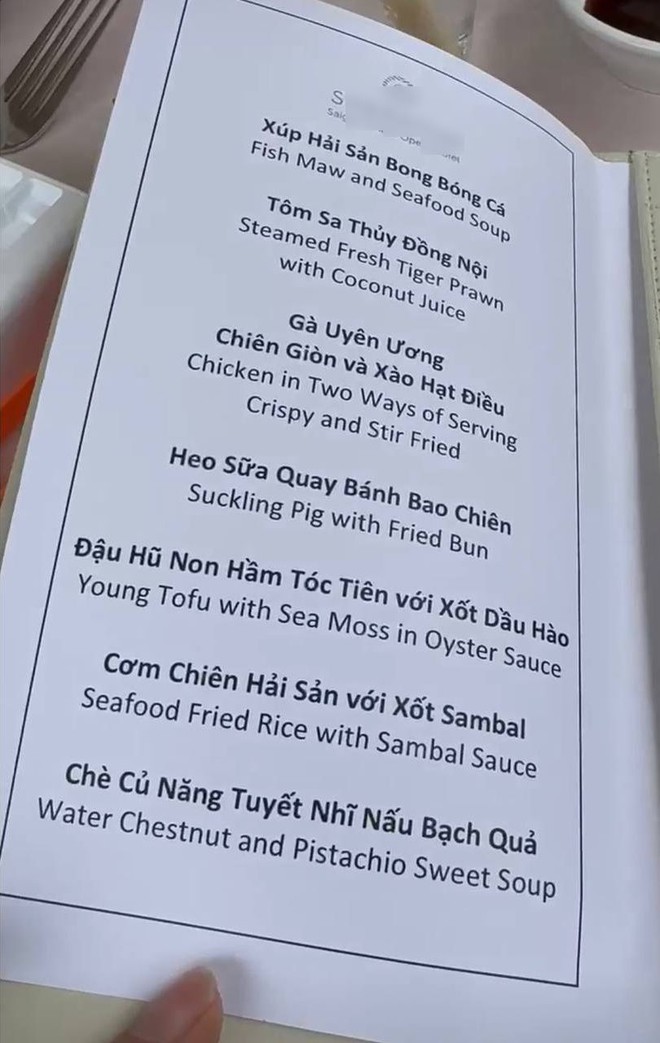 Xúp Hải Sản Bong Bóng Cá
Fish Maw and Seafood Soup
Tôm Sa Thủy Đồng Nội
Steamed Fresh Tiger Prawn
with Coconut Juice
Gà Uyên Ương
Chiên Giòn và Xào Hạt Điều
Chicken in Two Ways of Serving
Crispy and Stir Fried
Heo Sữa Quay Bánh Bao Chiên
Suckling Pig with Fried Bun
Đậu Hũ Non Hầm Tóc Tiên với Xốt Dầu Hào
Young Tofu with Sea Moss in Oyster Sauce
Cơm Chiên Hải Sản với Xốt Sambal
Seafood Fried Rice with Sambal Sauce
Chè Củ Năng Tuyết Nhĩ Nấu Bạch Quả
Water Chestnut and Pistachio Sweet Soup